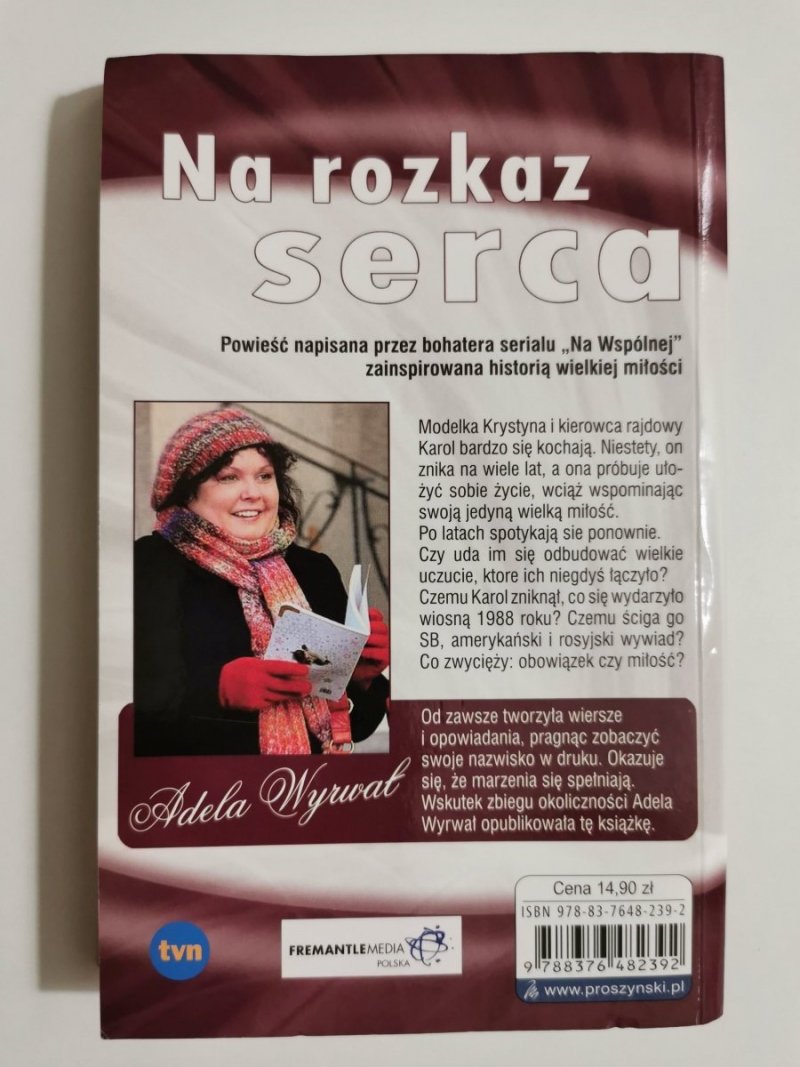 Na rozkaz
serca
Powieść napisana przez bohatera serialu „Na Wspólnej”
zainspirowana historią wielkiej miłości
Modelka Krystyna i kierowca rajdowy
Karol bardzo się kochają. Niestety, on
znika na wiele lat, a ona próbuje uło-
żyć sobie życie, wciąż wspominając
swoją jedyną wielką miłość.
Po latach spotykają sie ponownie.
Czy uda im się odbudować wielkie
uczucie, ktore ich niegdyś łączyło?
Czemu Karol zniknął, co się wydarzyło
wiosną 1988 roku? Czemu ściga go
SB, amerykański i rosyjski wywiad?
Co zwycięży: obowiązek czy miłość?
Adela Wyrwał
Od zawsze tworzyła wiersze
i opowiadania, pragnąc zobaczyć
swoje nazwisko w druku. Okazuje
się, że marzenia się spełniają.
Wskutek zbiegu okoliczności Adela
Wyrwał opublikowała tę książkę.
tvn
FREMANTLEMEDIA
POLSKA
Cena 14,90 zł
ISBN 978-83-7648-239-2
9 788376 482392
www.proszynski.pl